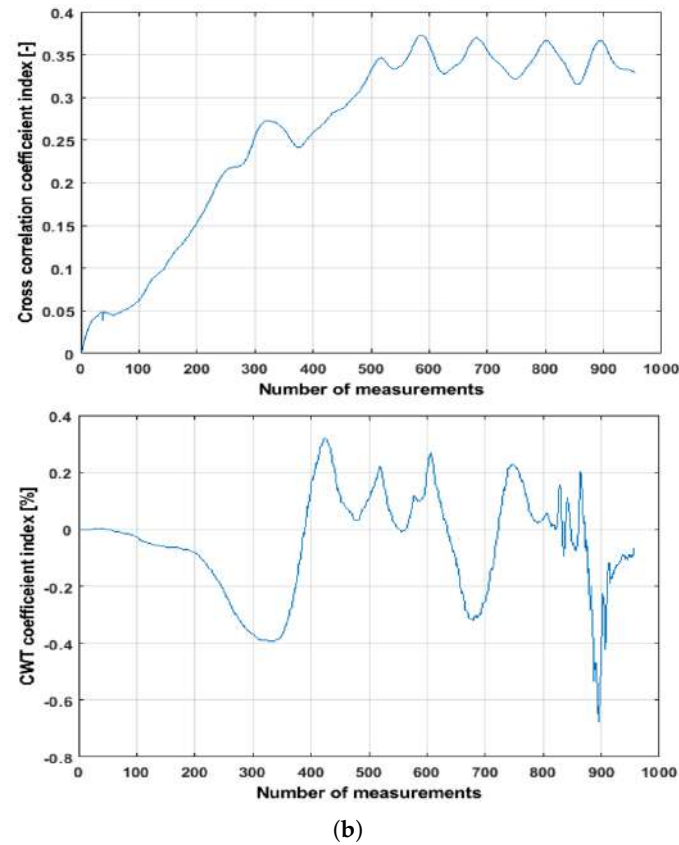 0.4
0.35
0.3
0.25
0.2
0.15
0.1
0.05
0
Cross correlation coefficeient index [-]
0 100 200 300 400 500 600 700 800 900 1000
Number of measurements
0.4
0.2
0
-0.2
-0.4
-0.6
-0.8
CWT coefficeient index [%]
0 100 200 300 400 500 600 700 800 900 1000
Number of measurements
(b)